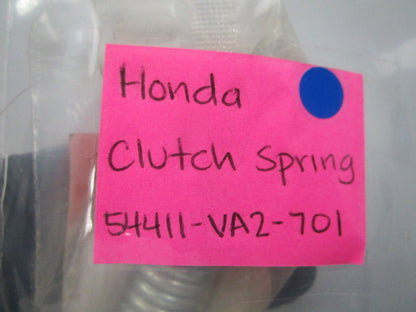 Honda
Clutch Spring
54411-VA2-701